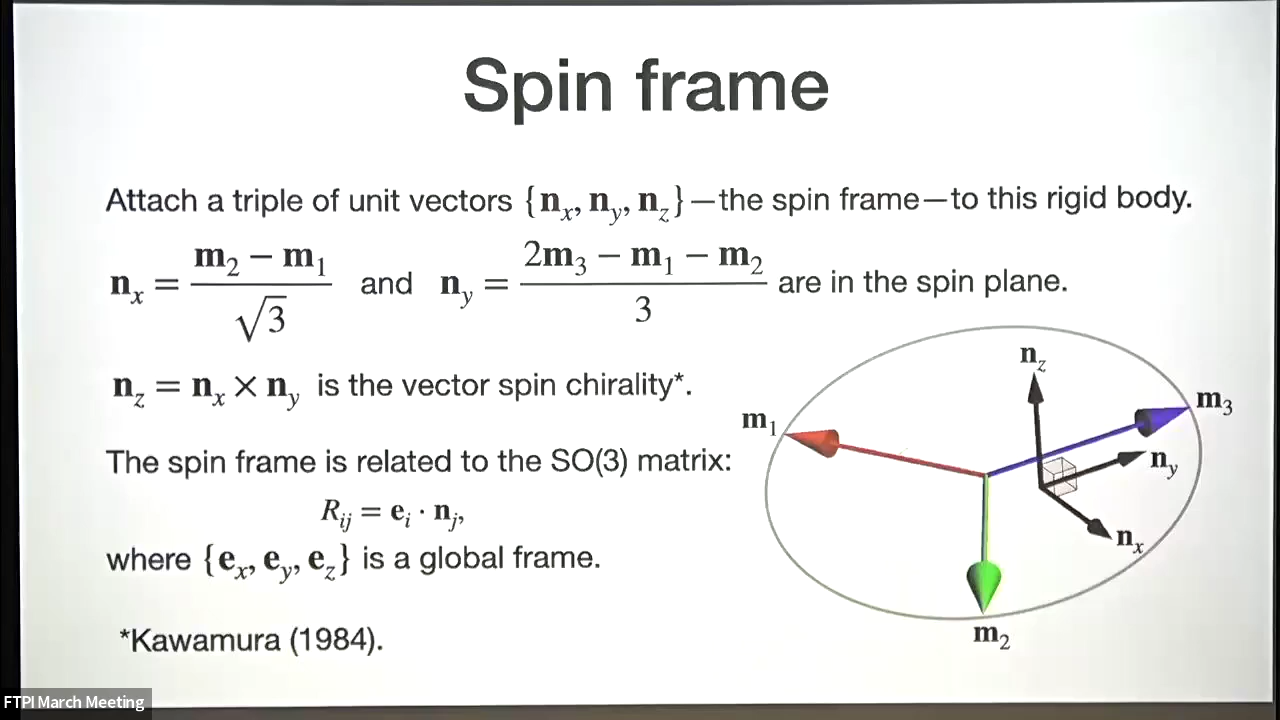 Spin frame
Attach a triple of unit vectors {n_x, n_y, n_z}—the spin frame—to this rigid body.
n_x = (m_2 − m_1)/√3 and n_y = (2m_3 − m_1 − m_2)/3 are in the spin plane.
n_z = n_x × n_y is the vector spin chirality*.
The spin frame is related to the SO(3) matrix:
R_ij = e_i · n_j,
where {e_x, e_y, e_z} is a global frame.
*Kawamura (1984).
n_z
m_1
m_3
n_y
n_x
m_2
FTPI March Meeting